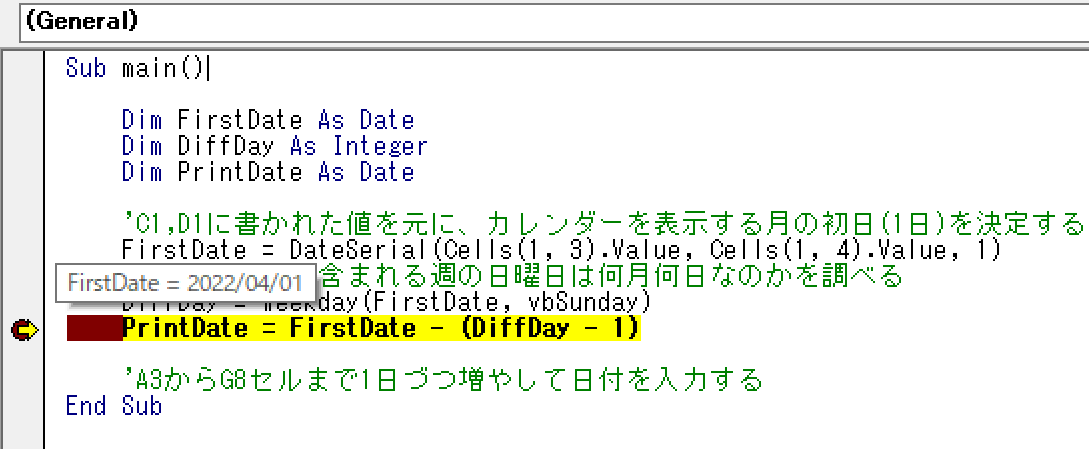 (General)
Sub main()
Dim FirstDate As Date
Dim DiffDay As Integer
Dim PrintDate As Date
'C1,D1に書かれた値を元に、カレンダーを表示する月の初日(1日)を決定する
FirstDate = DateSerial(Cells(1, 3).Value, Cells(1, 4).Value, 1)
FirstDate = 2022/04/01
含まれる週の日曜日は何月何日なのかを調べる
DiffDay = Weekday(FirstDate, vbSunday)
PrintDate = FirstDate - (DiffDay - 1)
'A3からG8セルまで1日づつ増やして日付を入力する
End Sub